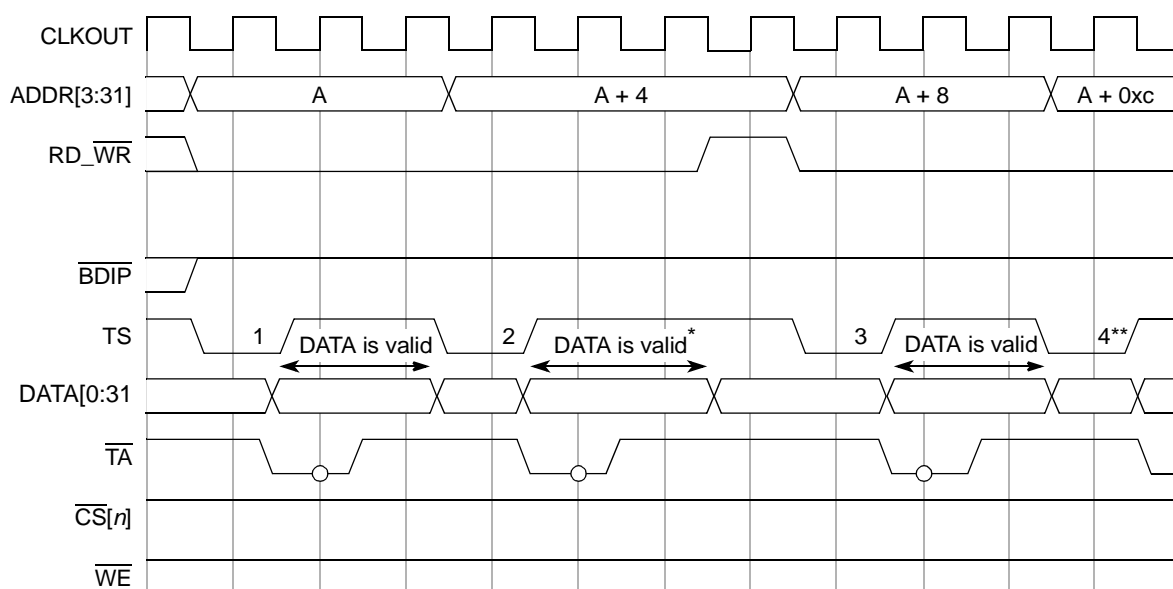 CLKOUT
ADDR[3:31] A A + 4 A + 8 A + 0xc
RD_WR
BDIP
TS 1 2 3 4**
DATA is valid DATA is valid* DATA is valid
DATA[0:31
TA
CS[n]
WE